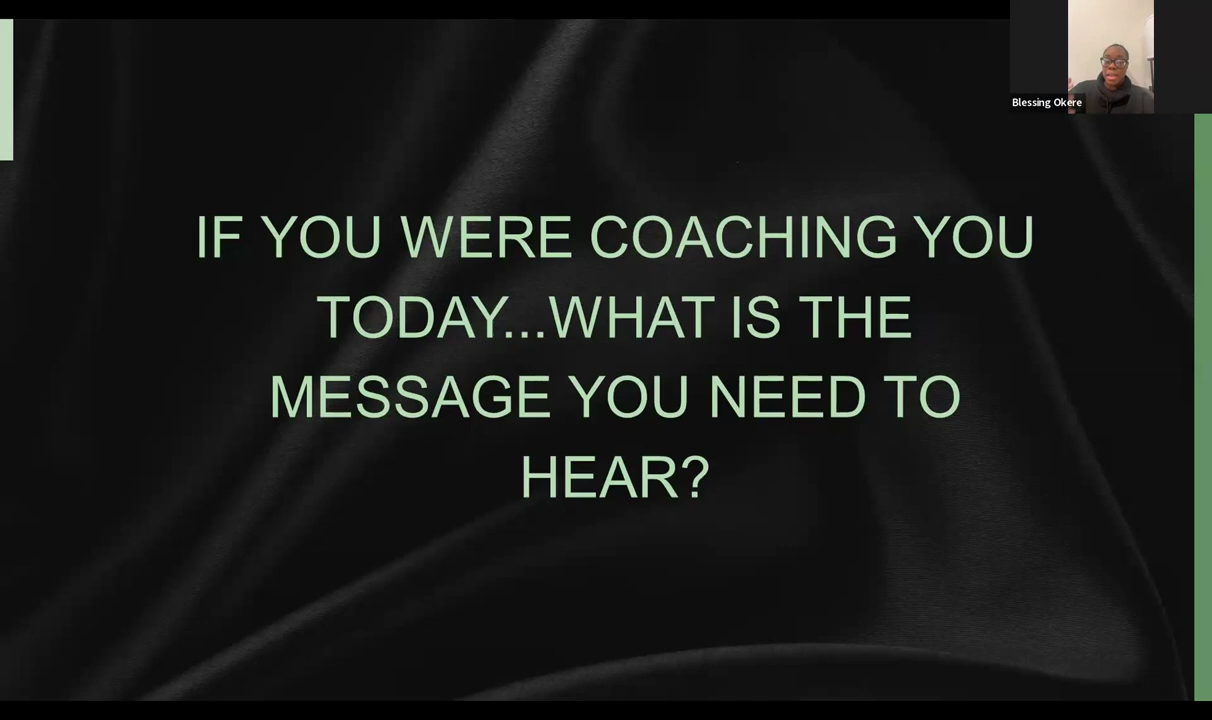 Blessing Okere
IF YOU WERE COACHING YOU
TODAY...WHAT IS THE
MESSAGE YOU NEED TO
HEAR?